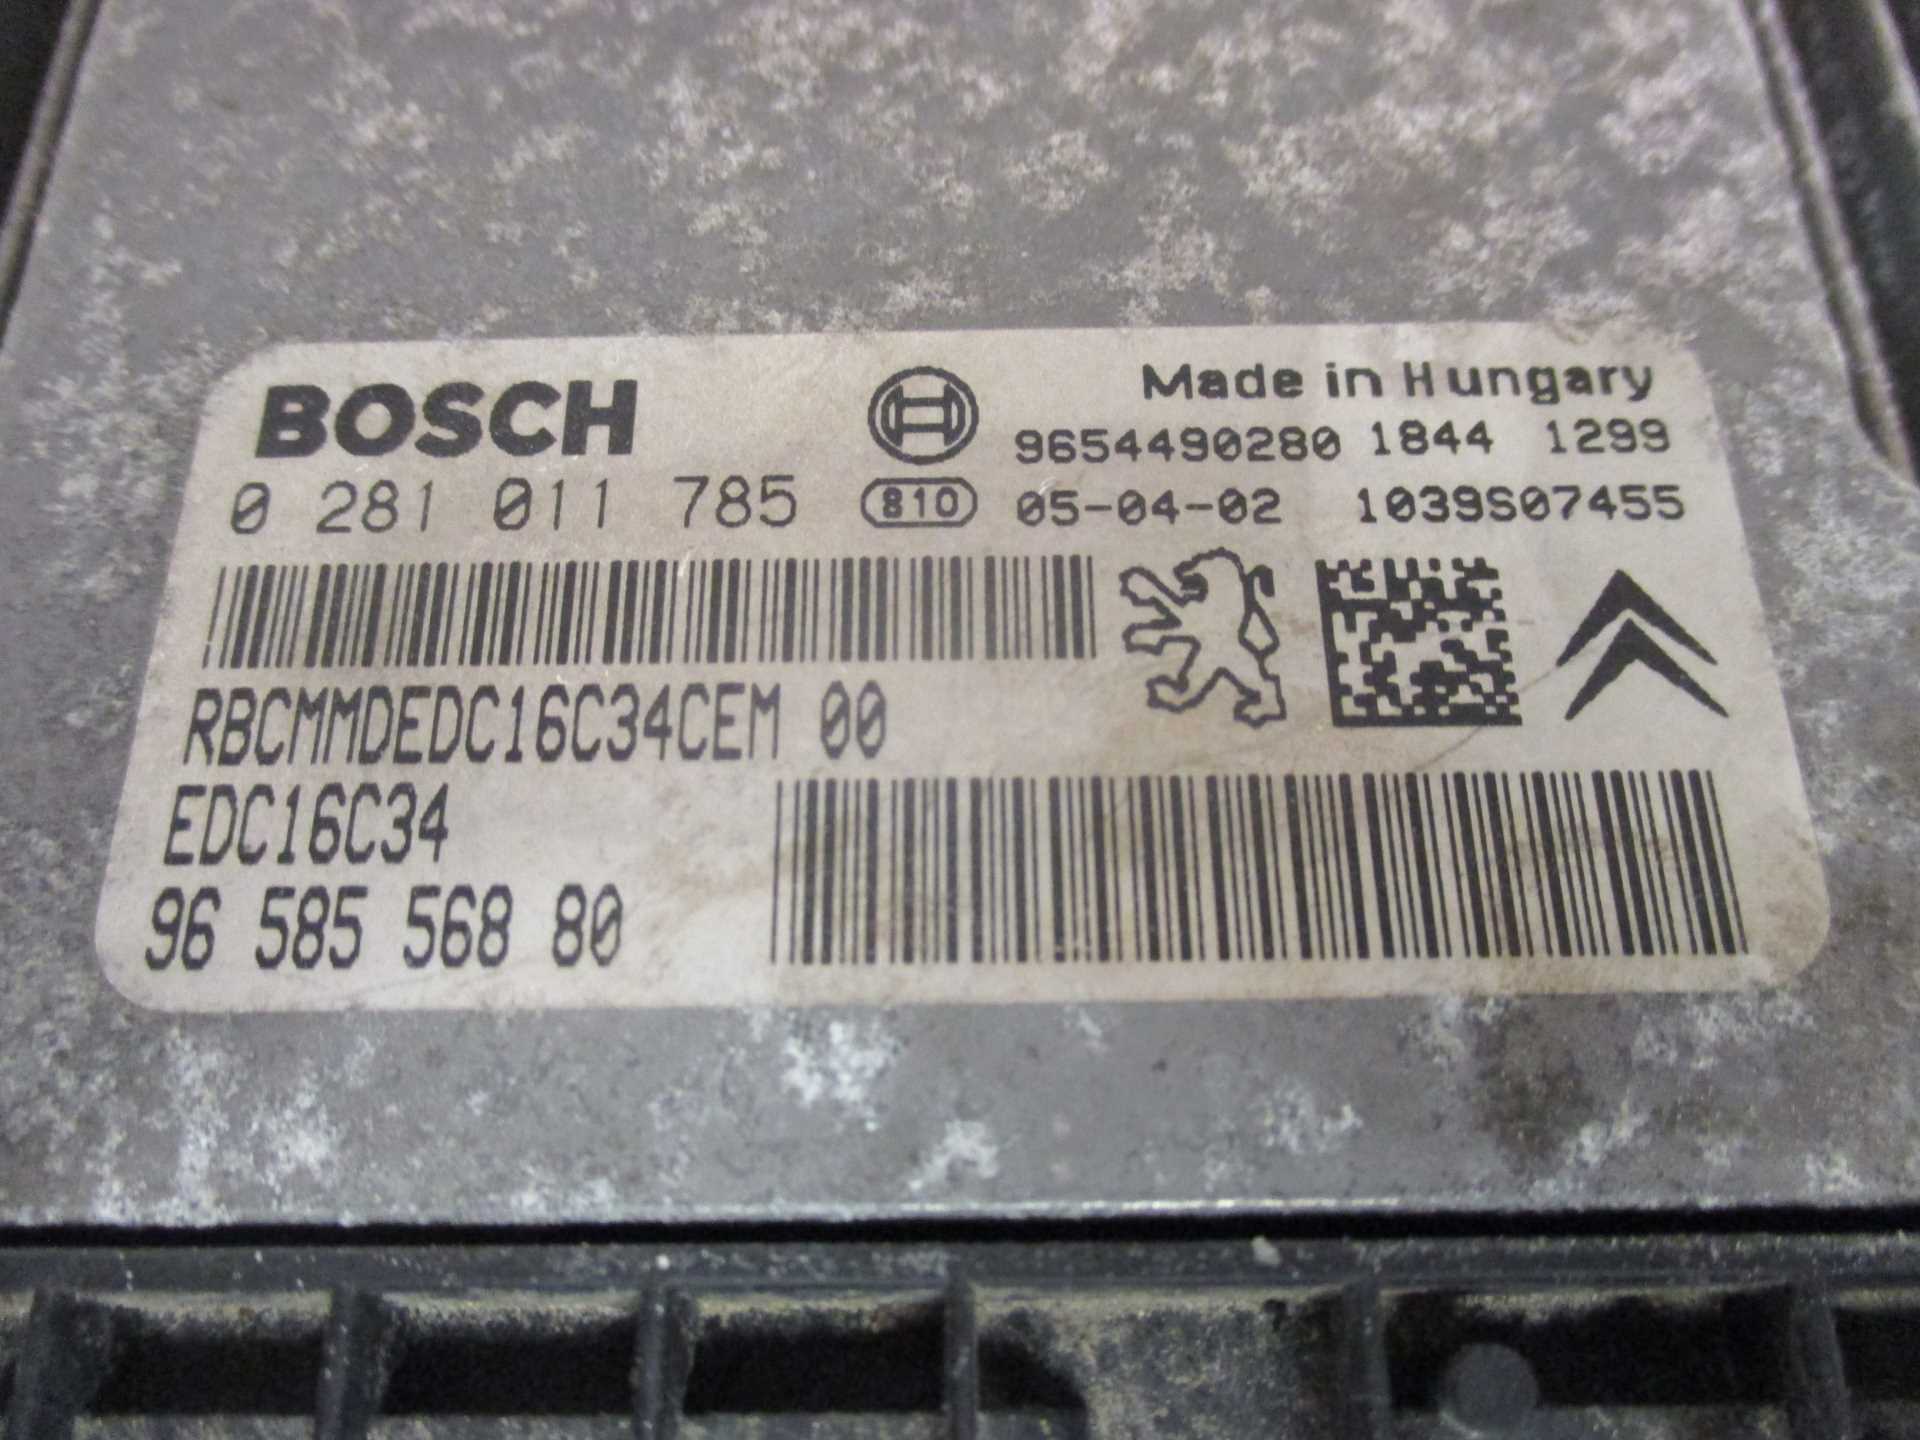 BOSCH
Made in Hungary
9654490280 1844 1299
0 281 011 785 810 05-04-02 1039S07455
RBCMMDEDC16C34CEM 00
EDC16C34
96 585 568 80